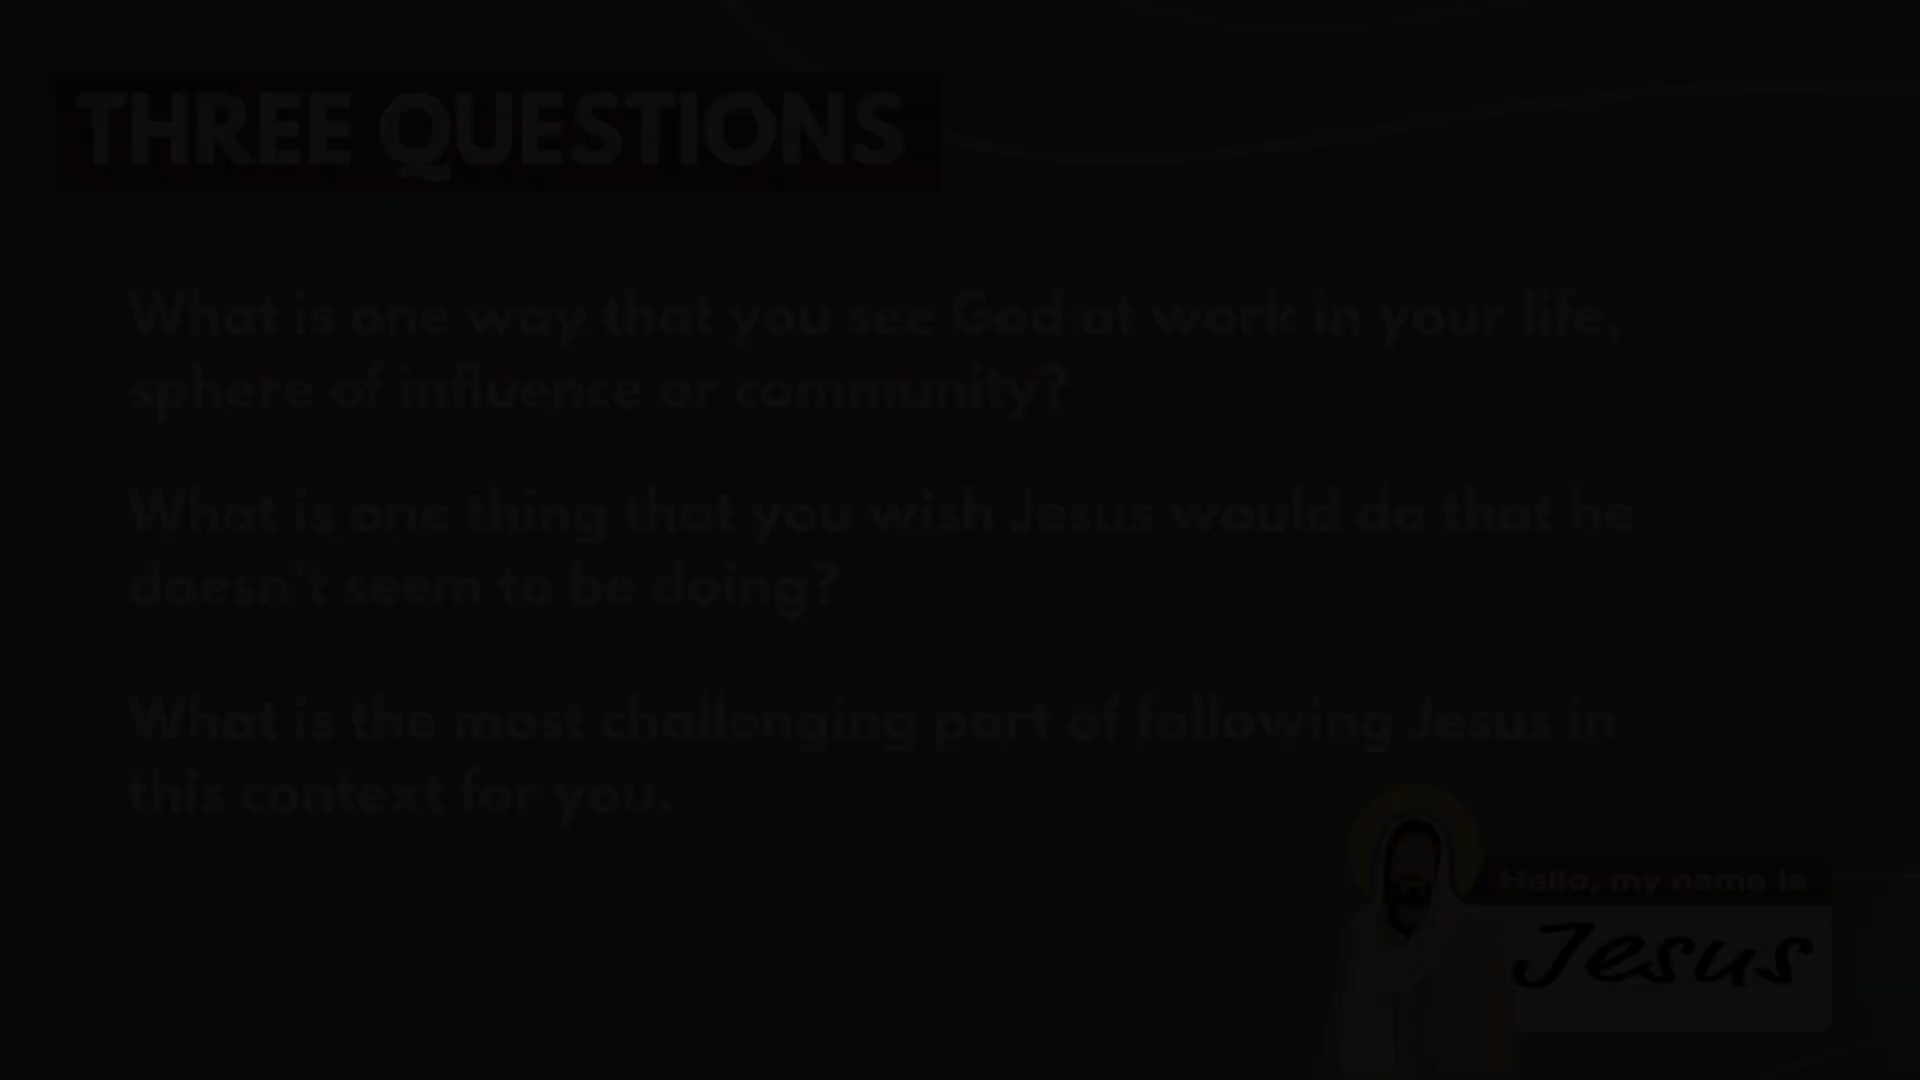 THREE QUESTIONS
What is one way that you see God at work in your life,
sphere of influence or community?
What is one thing that you wish Jesus would do that he
doesn't seem to be doing?
What is the most challenging part of following Jesus in
this context for you.
Hello, my name is
Jesus